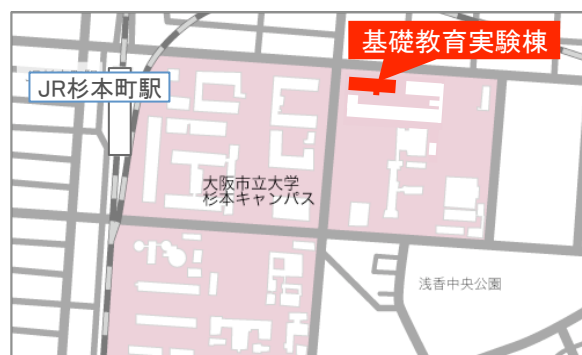 基礎教育実験棟
JR杉本町駅
大阪市立大学
杉本キャンパス
浅香中央公園